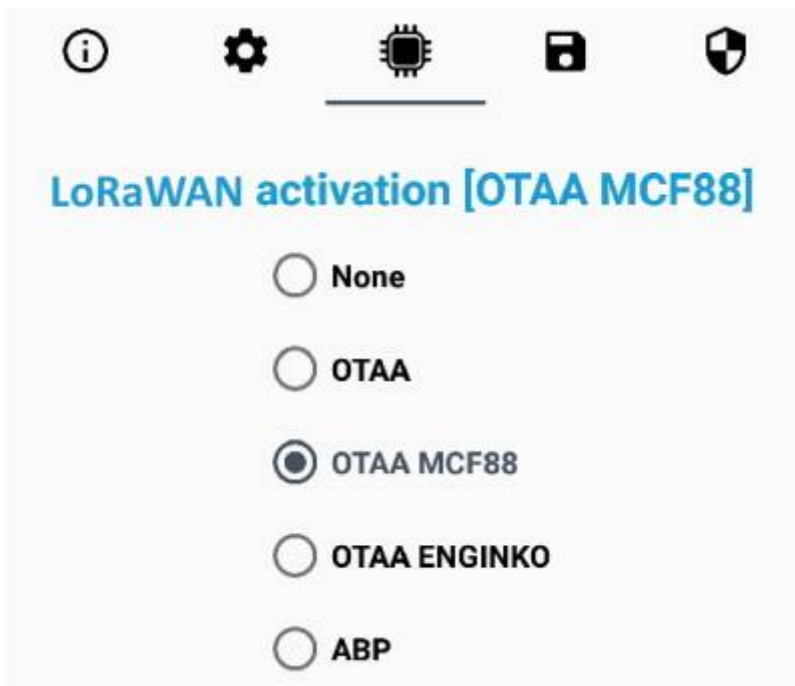 LoRaWAN activation [OTAA MCF88]
None
OTAA
OTAA MCF88
OTAA ENGINKO
ABP